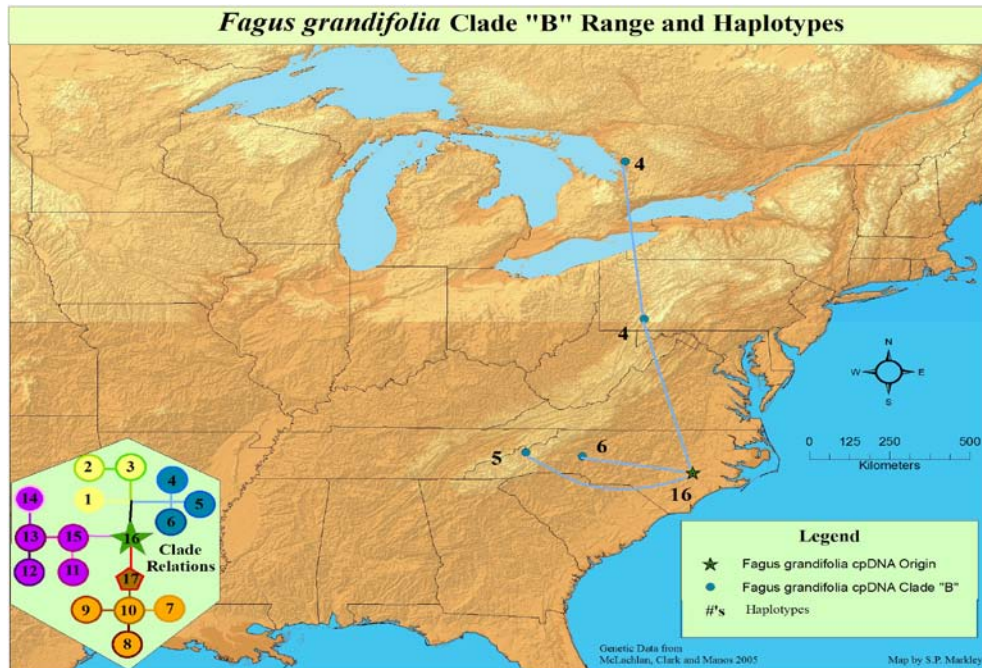 Fagus grandifolia Clade "B" Range and Haplotypes
4
4
5
6
16
N
W E
S
0 125 250 500
Kilometers
2 3 4
14 1 5
6
13 15 16 Clade
Relations
12 11 17
9 10 7
8
Legend
Fagus grandifolia cpDNA Origin
Fagus grandifolia cpDNA Clade "B"
#'s Haplotypes
Genetic Data from
McLachlan, Clark and Manos 2005 Map by S.P. Markley